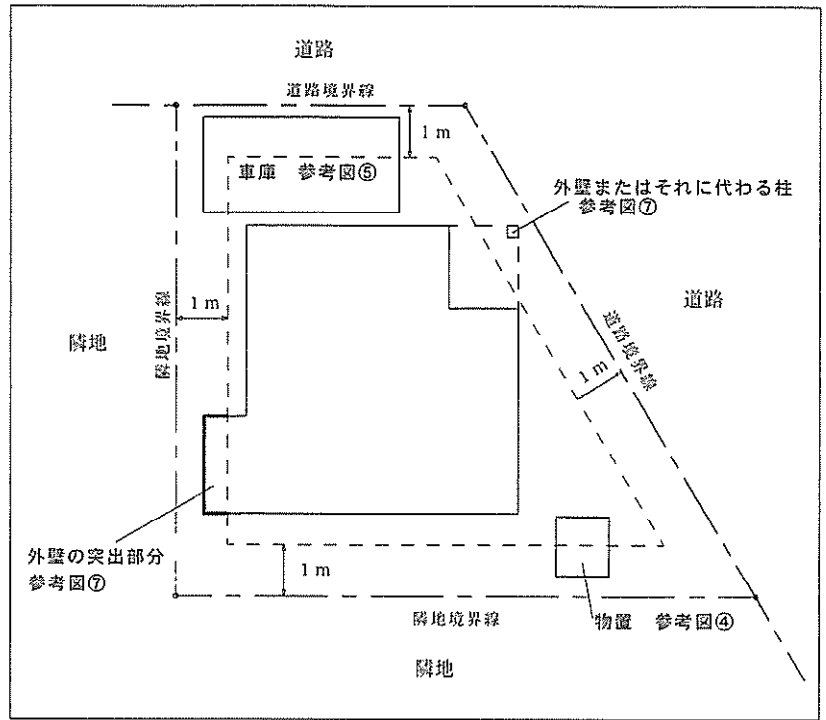 道路
道路境界線
1 m
車庫 参考図⑤
外壁またはそれに代わる柱
参考図⑦
1 m
隣地境界線
隣地
道路
道路境界線
1 m
外壁の突出部分
参考図⑦
1 m
隣地境界線
物置 参考図④
隣地